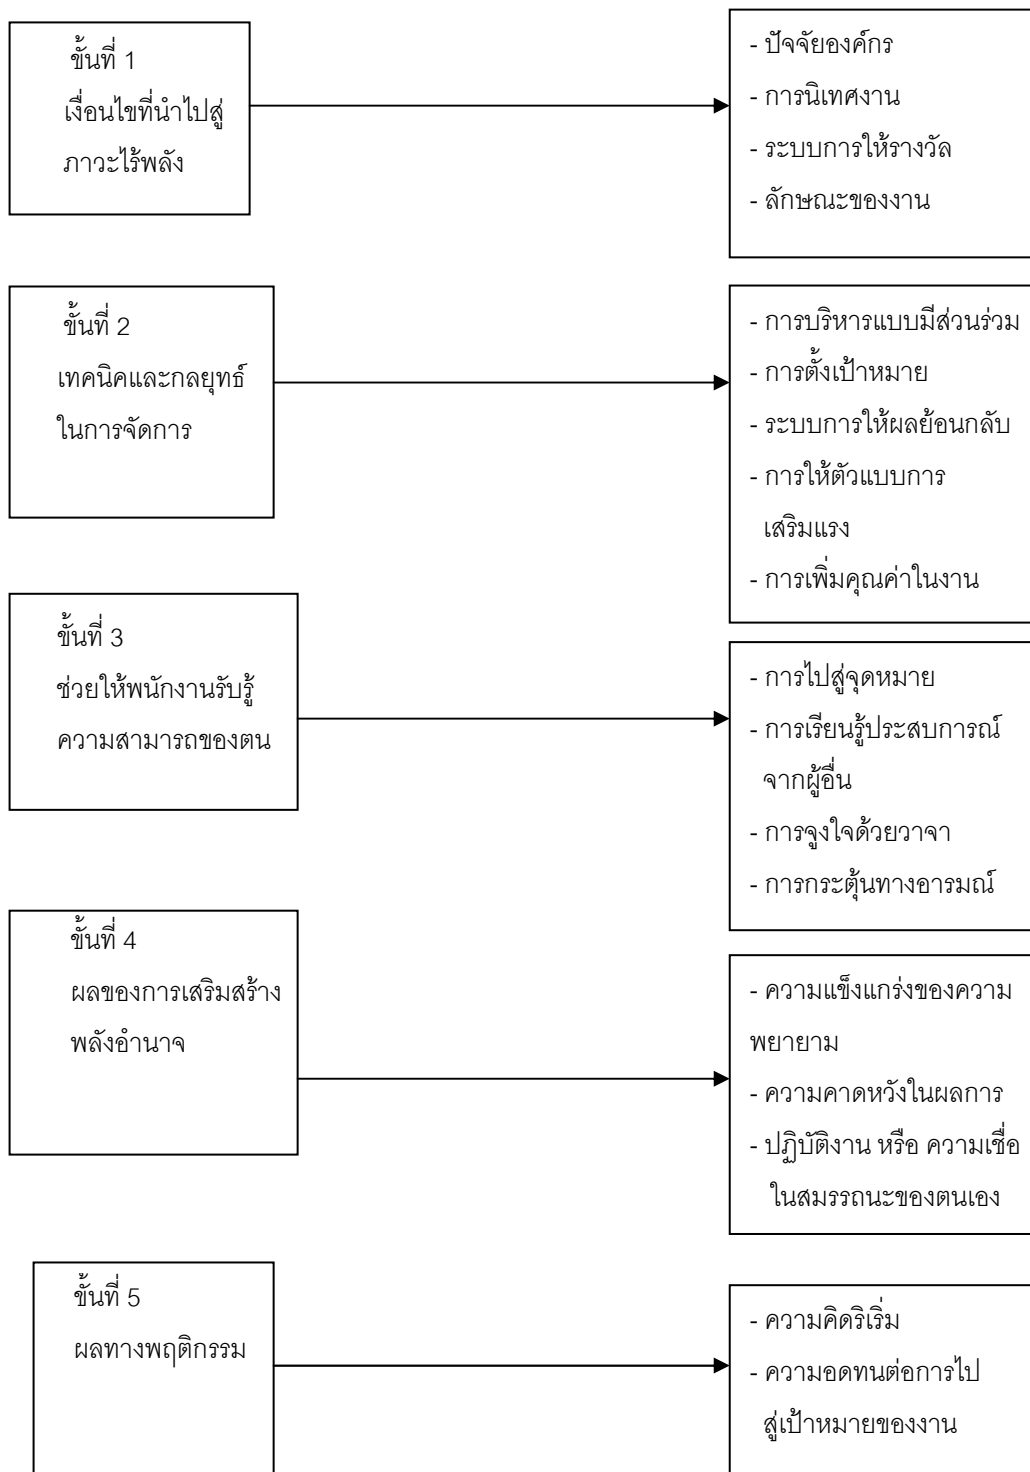 ขั้นที่ 1
เงื่อนไขที่นำไปสู่
ภาวะไร้พลัง
- ปัจจัยองค์กร
- การนิเทศงาน
- ระบบการให้รางวัล
- ลักษณะของงาน
ขั้นที่ 2
เทคนิคและกลยุทธ์
ในการจัดการ
- การบริหารแบบมีส่วนร่วม
- การตั้งเป้าหมาย
- ระบบการให้ผลย้อนกลับ
- การให้ตัวแบบการ
เสริมแรง
- การเพิ่มคุณค่าในงาน
ขั้นที่ 3
ช่วยให้พนักงานรับรู้
ความสามารถของตน
- การไปสู่จุดหมาย
- การเรียนรู้ประสบการณ์
จากผู้อื่น
- การจูงใจด้วยวาจา
- การกระตุ้นทางอารมณ์
ขั้นที่ 4
ผลของการเสริมสร้าง
พลังอำนาจ
- ความแข็งแกร่งของความ
พยายาม
- ความคาดหวังในผลการ
- ปฏิบัติงาน หรือ ความเชื่อ
ในสมรรถนะของตนเอง
ขั้นที่ 5
ผลทางพฤติกรรม
- ความคิดริเริ่ม
- ความอดทนต่อการไป
สู่เป้าหมายของงาน